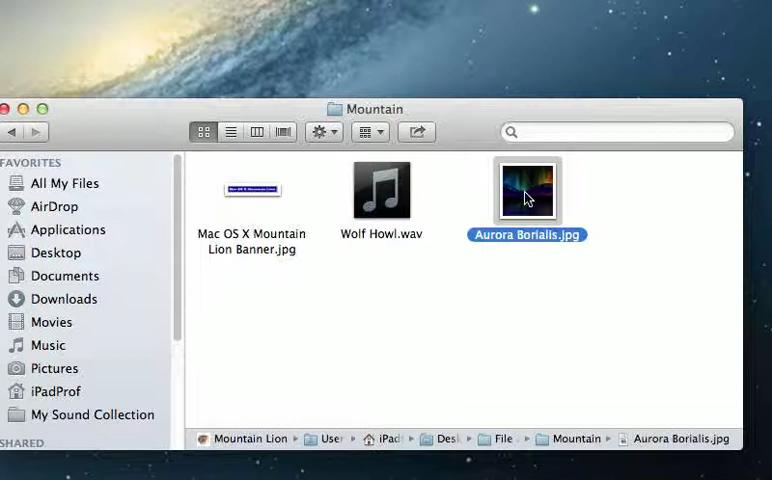 Mountain
FAVORITES
All My Files
AirDrop
Applications
Desktop
Documents
Downloads
Movies
Music
Pictures
iPadProf
My Sound Collection
SHARED
Mac OS X Mountain
Lion Banner.jpg
Wolf Howl.wav
Aurora Borialis.jpg
Mountain Lion
User
iPad
Desk
File
Mountain
Aurora Borialis.jpg